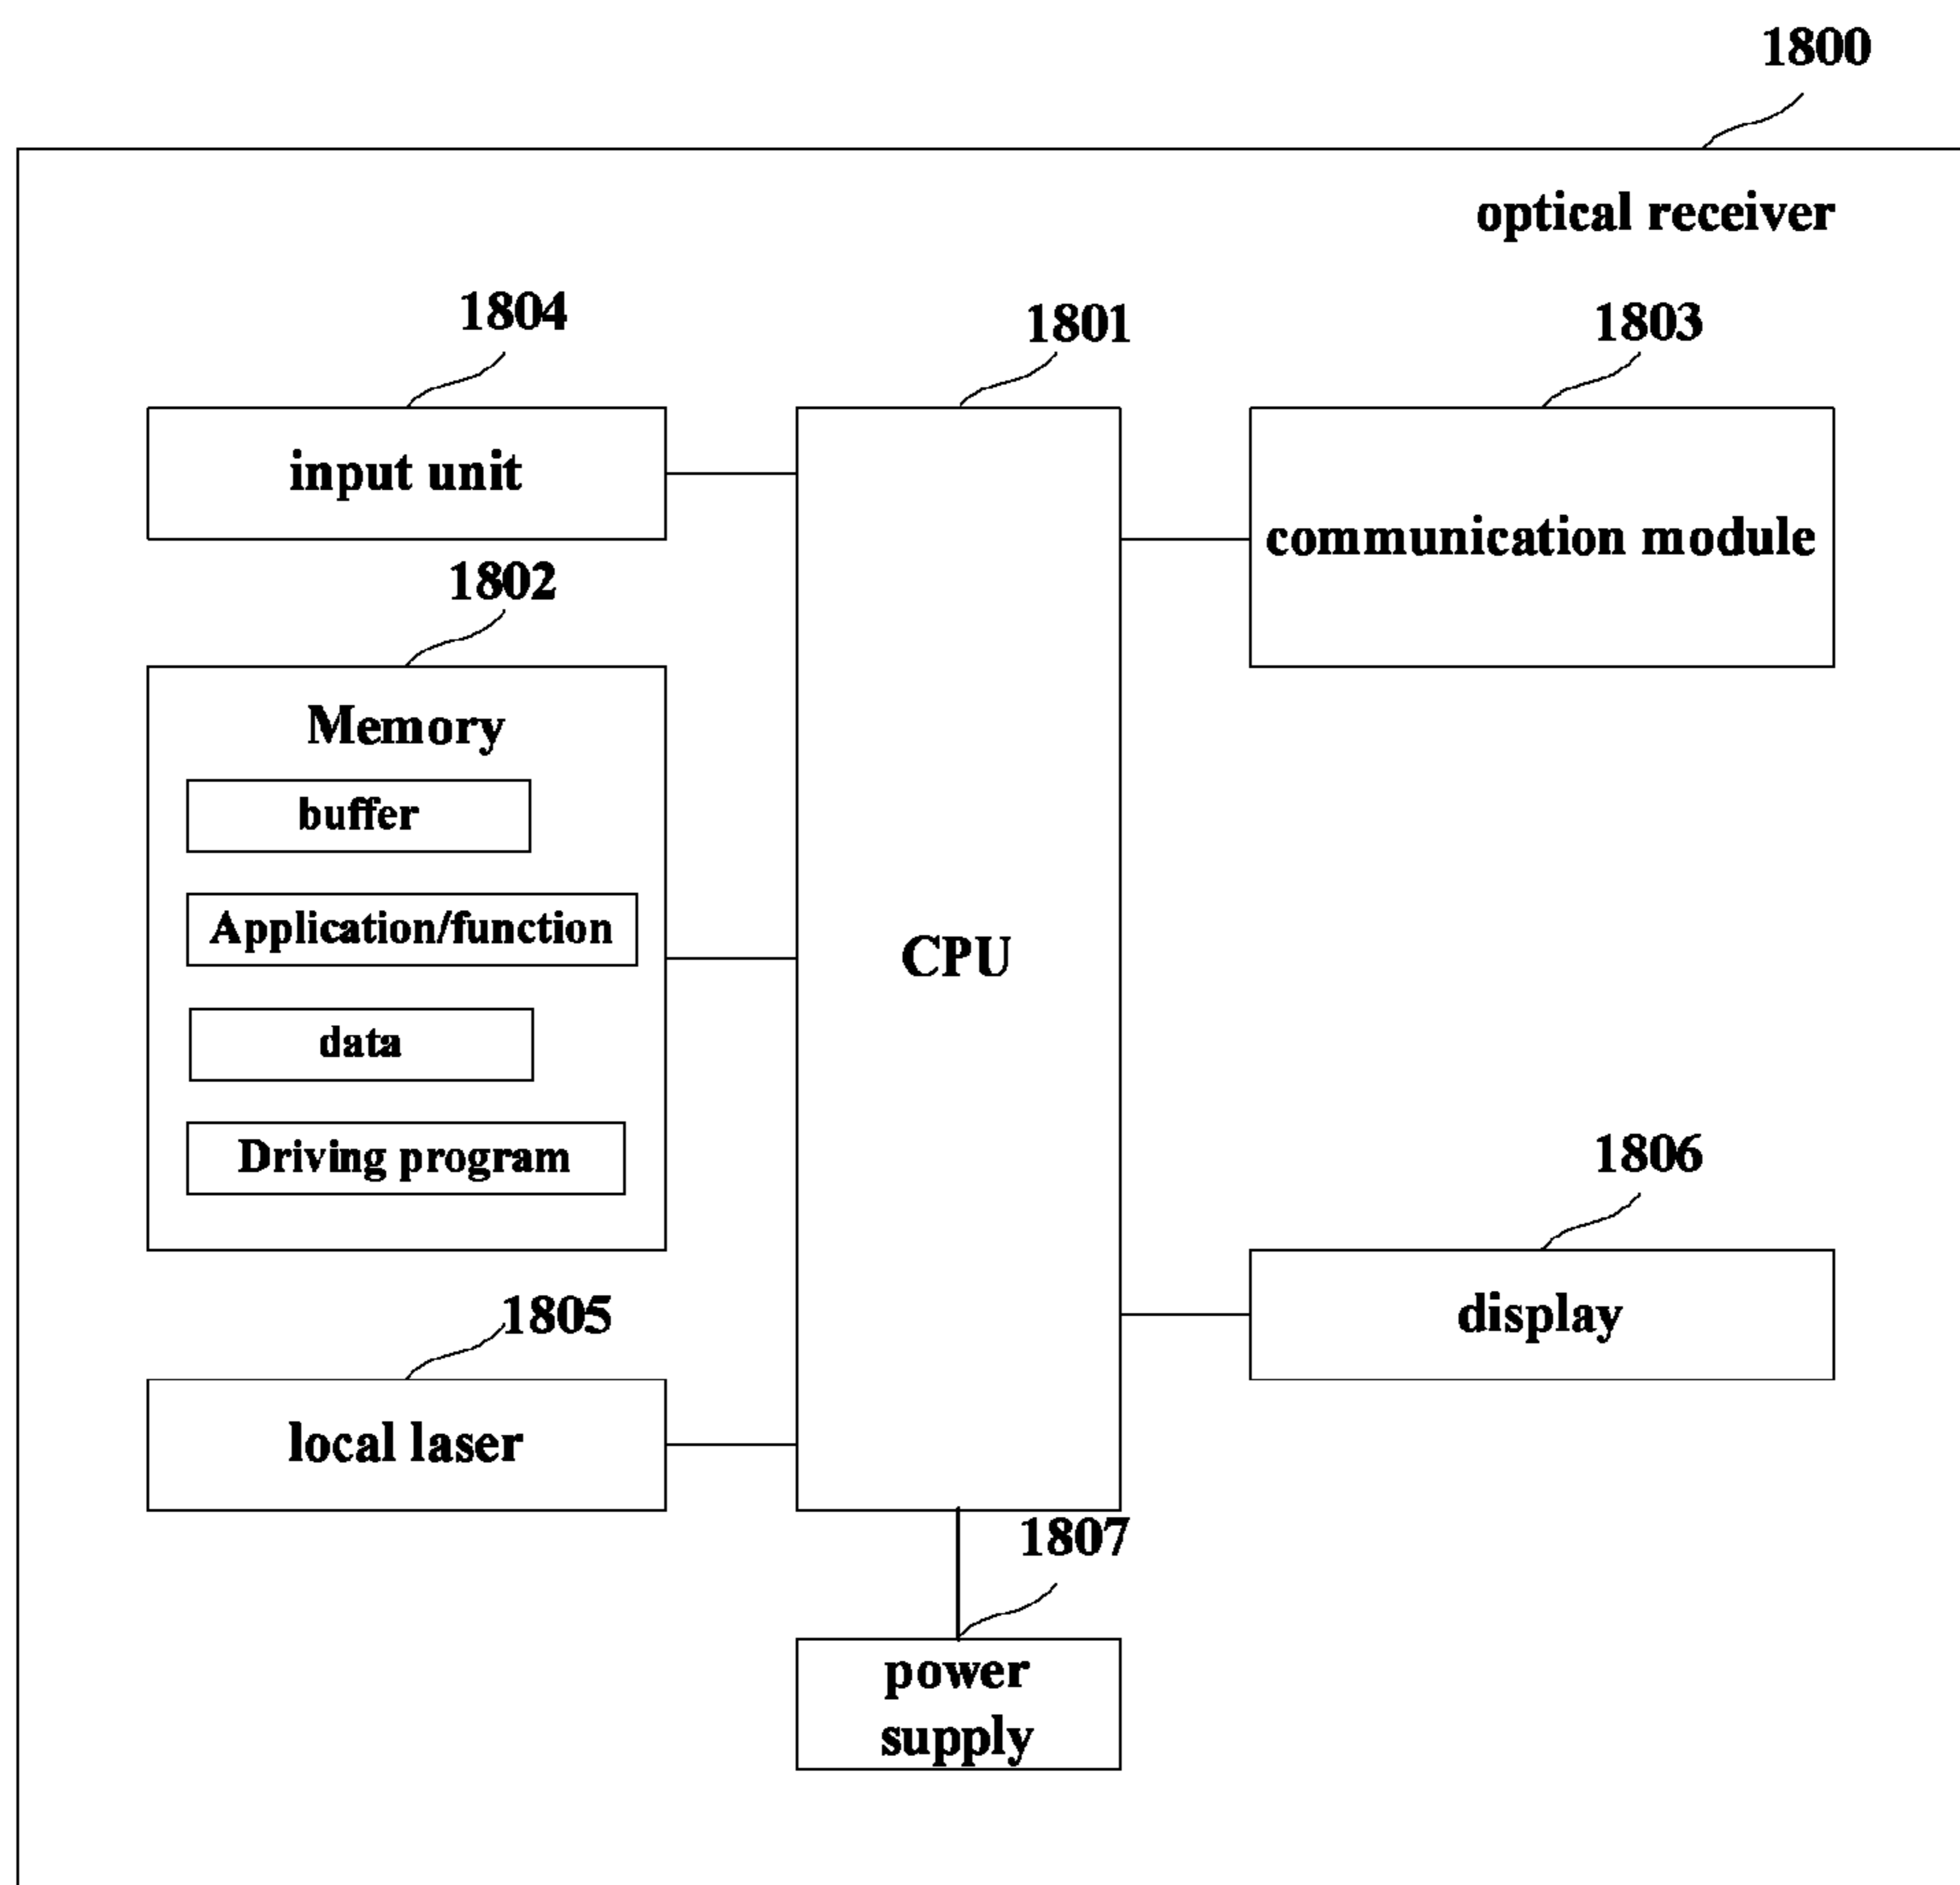 1800
optical receiver
1804
1801
1803
input unit
communication module
1802
Memory
buffer
Application/function
data
Driving program
CPU
1806
display
1805
local laser
1807
power
supply